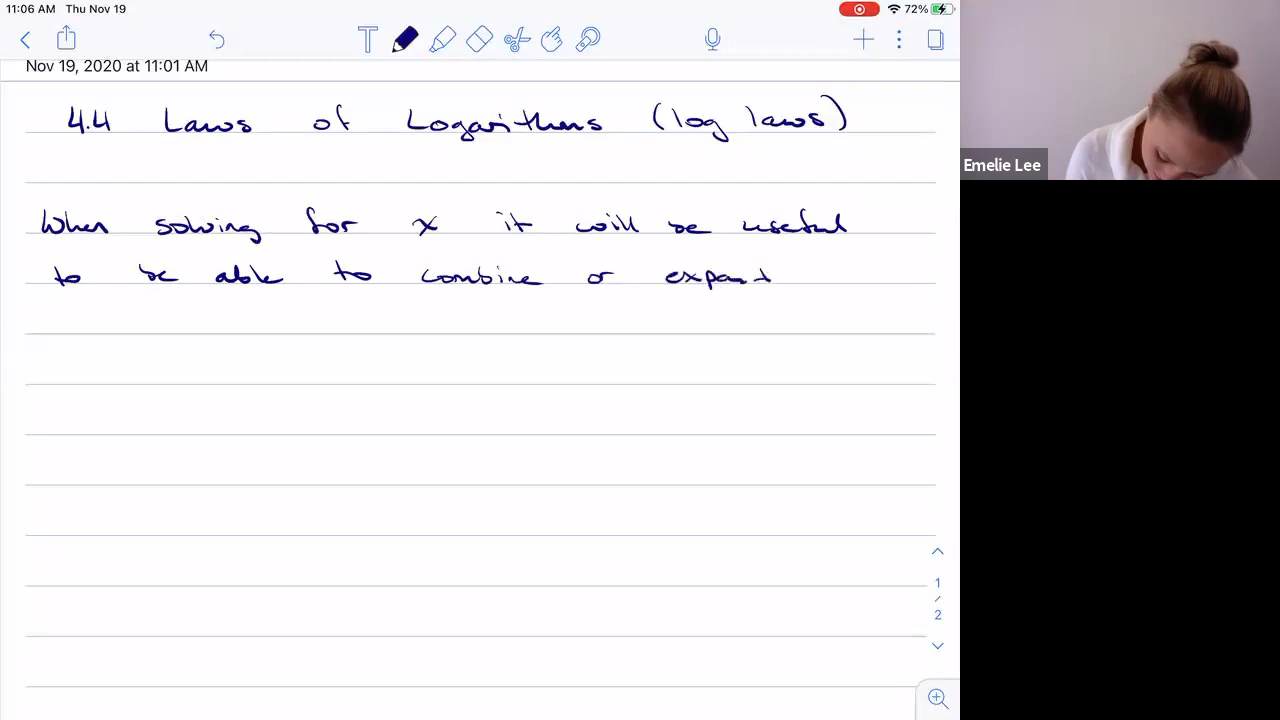 11:06 AM Thu Nov 19
72%
Nov 19, 2020 at 11:01 AM
4.4 Laws of Logarithms (log laws)
When solving for x it will be useful
to be able to combine or expand
Emelie Lee
1
/
2